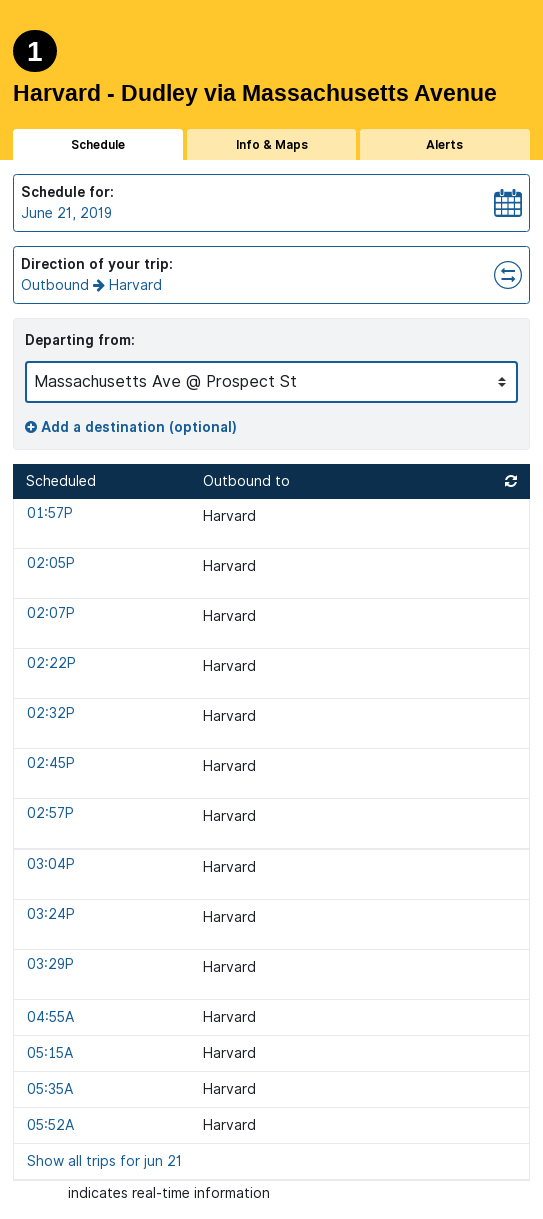 1
Harvard - Dudley via Massachusetts Avenue
Schedule Info & Maps Alerts
Schedule for:
June 21, 2019
Direction of your trip:
Outbound Harvard
Departing from:
Massachusetts Ave @ Prospect St
Add a destination (optional)
Scheduled Outbound to
01:57P Harvard
02:05P Harvard
02:07P Harvard
02:22P Harvard
02:32P Harvard
02:45P Harvard
02:57P Harvard
03:04P Harvard
03:24P Harvard
03:29P Harvard
04:55A Harvard
05:15A Harvard
05:35A Harvard
05:52A Harvard
Show all trips for jun 21
indicates real-time information